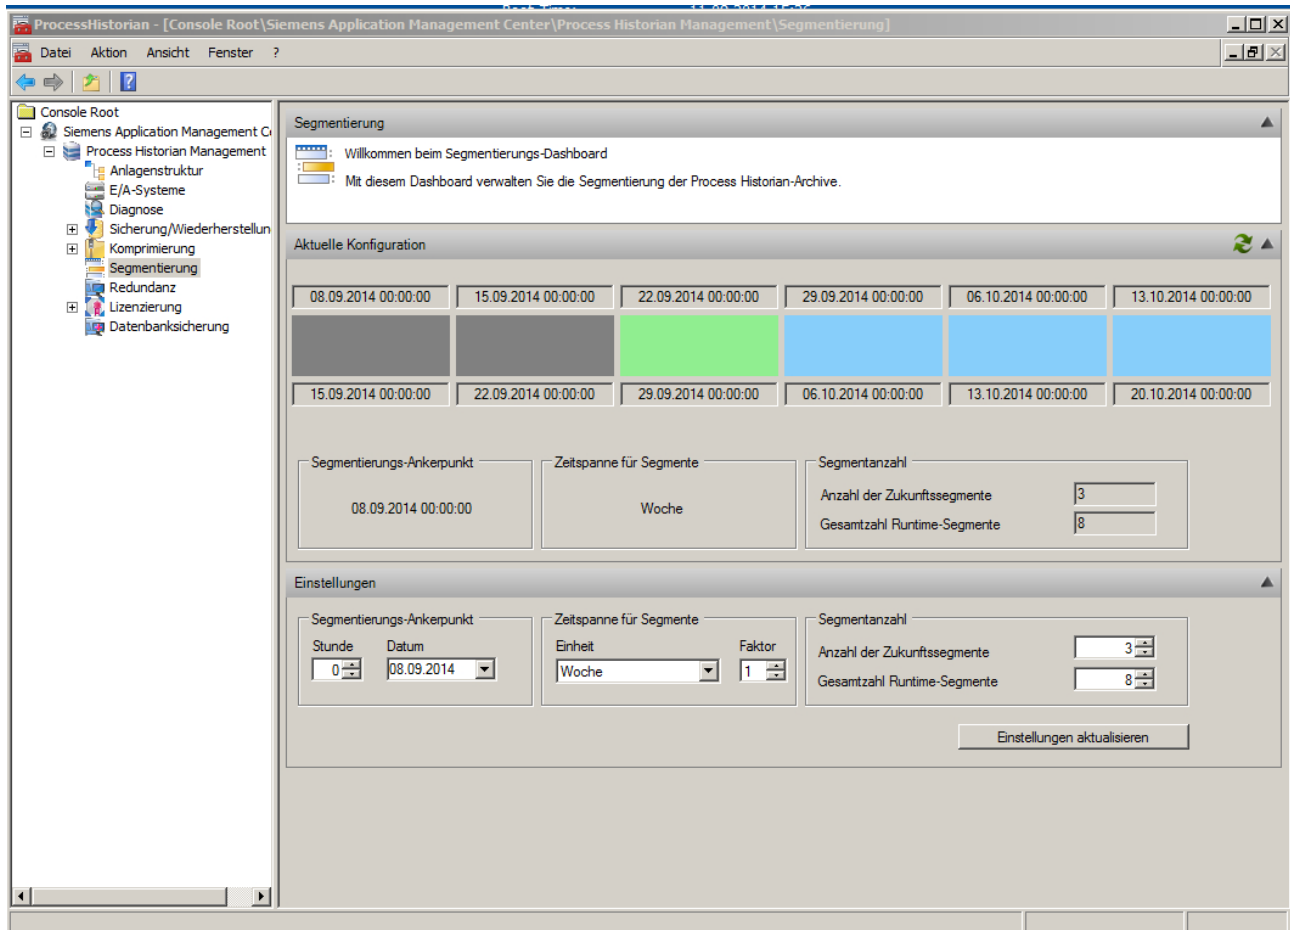 Boot Time: 11.09.2014 15:26
ProcessHistorian - [Console Root\Siemens Application Management Center\Process Historian Management\Segmentierung]
Datei Aktion Ansicht Fenster ?
Console Root
Siemens Application Management Ce
Process Historian Management
Anlagenstruktur
E/A-Systeme
Diagnose
Sicherung/Wiederherstellun
Komprimierung
Segmentierung
Redundanz
Lizenzierung
Datenbanksicherung
Segmentierung
Willkommen beim Segmentierungs-Dashboard
Mit diesem Dashboard verwalten Sie die Segmentierung der Process Historian-Archive.
Aktuelle Konfiguration
08.09.2014 00:00:00 15.09.2014 00:00:00 22.09.2014 00:00:00 29.09.2014 00:00:00 06.10.2014 00:00:00 13.10.2014 00:00:00
15.09.2014 00:00:00 22.09.2014 00:00:00 29.09.2014 00:00:00 06.10.2014 00:00:00 13.10.2014 00:00:00 20.10.2014 00:00:00
Segmentierungs-Ankerpunkt
08.09.2014 00:00:00
Zeitspanne für Segmente
Woche
Segmentanzahl
Anzahl der Zukunftssegmente 3
Gesamtzahl Runtime-Segmente 8
Einstellungen
Segmentierungs-Ankerpunkt
Stunde Datum
0 08.09.2014
Zeitspanne für Segmente
Einheit Faktor
Woche 1
Segmentanzahl
Anzahl der Zukunftssegmente 3
Gesamtzahl Runtime-Segmente 8
Einstellungen aktualisieren